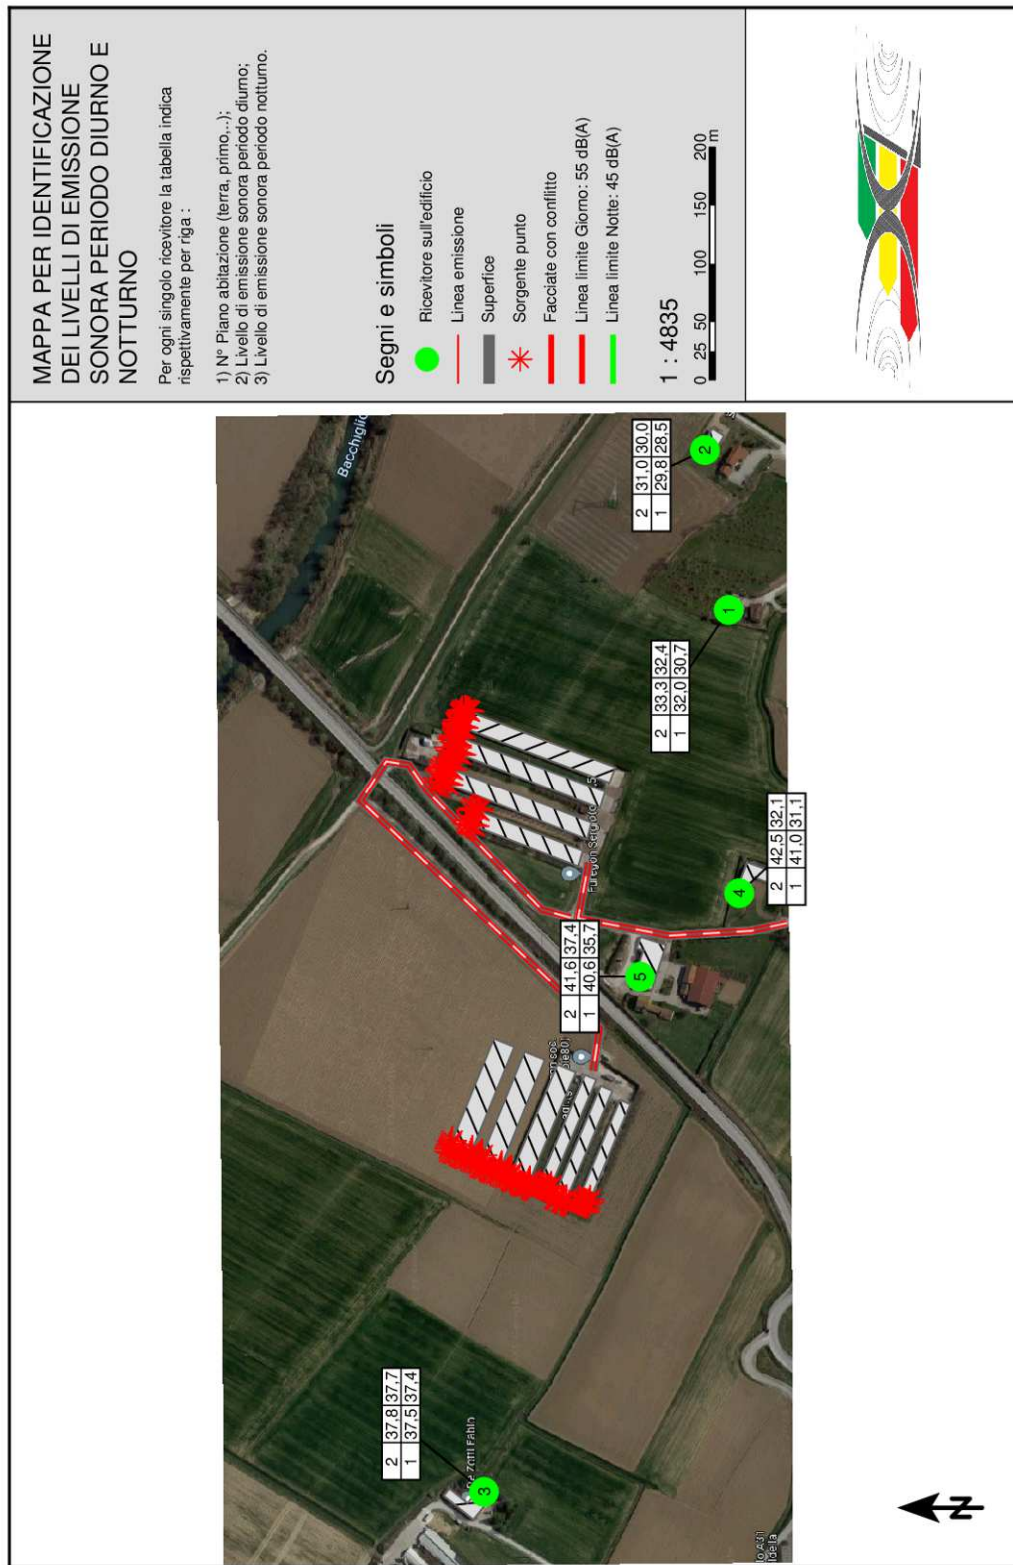 MAPPA PER IDENTIFICAZIONE
DEI LIVELLI DI EMISSIONE
SONORA PERIODO DIURNO E
NOTTURNO
Per ogni singolo ricevitore la tabella indica
rispettivamente per riga :
1) N° Piano abitazione (terra, primo,..);
2) Livello di emissione sonora periodo diurno;
3) Livello di emissione sonora periodo notturno.
Segni e simboli
Ricevitore sull'edificio
Linea emissione
Superfice
Sorgente punto
Facciate con conflitto
Linea limite Giorno: 55 dB(A)
Linea limite Notte: 45 dB(A)
1 : 4835
0 25 50 100 150 200
m
Bacchiglio
2 31,0 30,0
1 29,8 28,5
2
2 33,3 32,4
1 32,0 30,7
1
2 42,5 32,1
1 41,0 31,1
4
2 41,6 37,4
1 40,6 35,7
5
2 37,8 37,7
1 37,5 37,4
3
Zotti Fabio
N